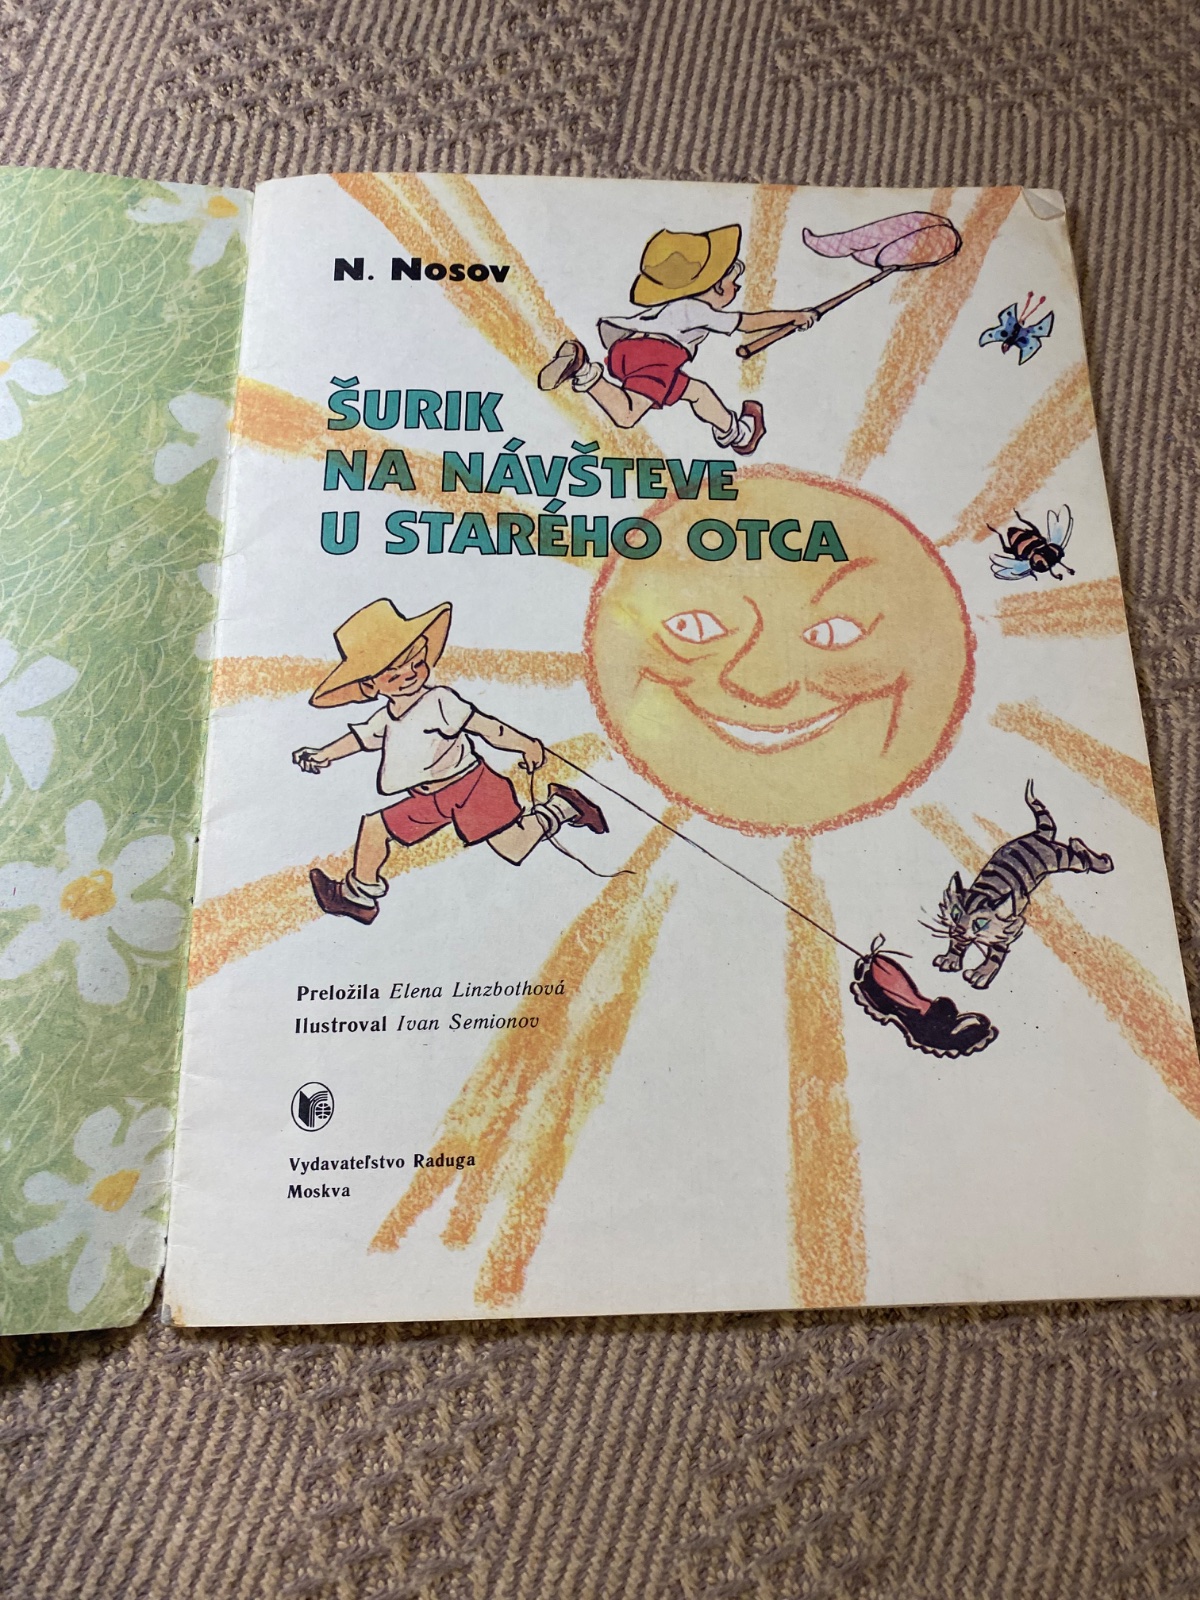 N. Nosov
ŠURIK
NA NÁVŠTEVE
U STARÉHO OTCA
Preložila Elena Linzbothová
Ilustroval Ivan Semionov
Vydavateľstvo Raduga
Moskva